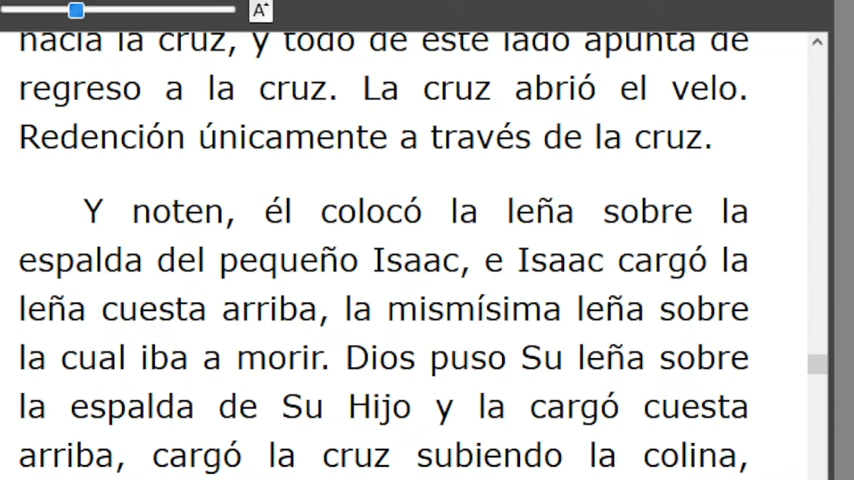 A
hacia la cruz, y todo de este lado apunta de
regreso a la cruz. La cruz abrió el velo.
Redención únicamente a través de la cruz.
Y noten, él colocó la leña sobre la
espalda del pequeño Isaac, e Isaac cargó la
leña cuesta arriba, la mismísima leña sobre
la cual iba a morir. Dios puso Su leña sobre
la espalda de Su Hijo y la cargó cuesta
arriba, cargó la cruz subiendo la colina,